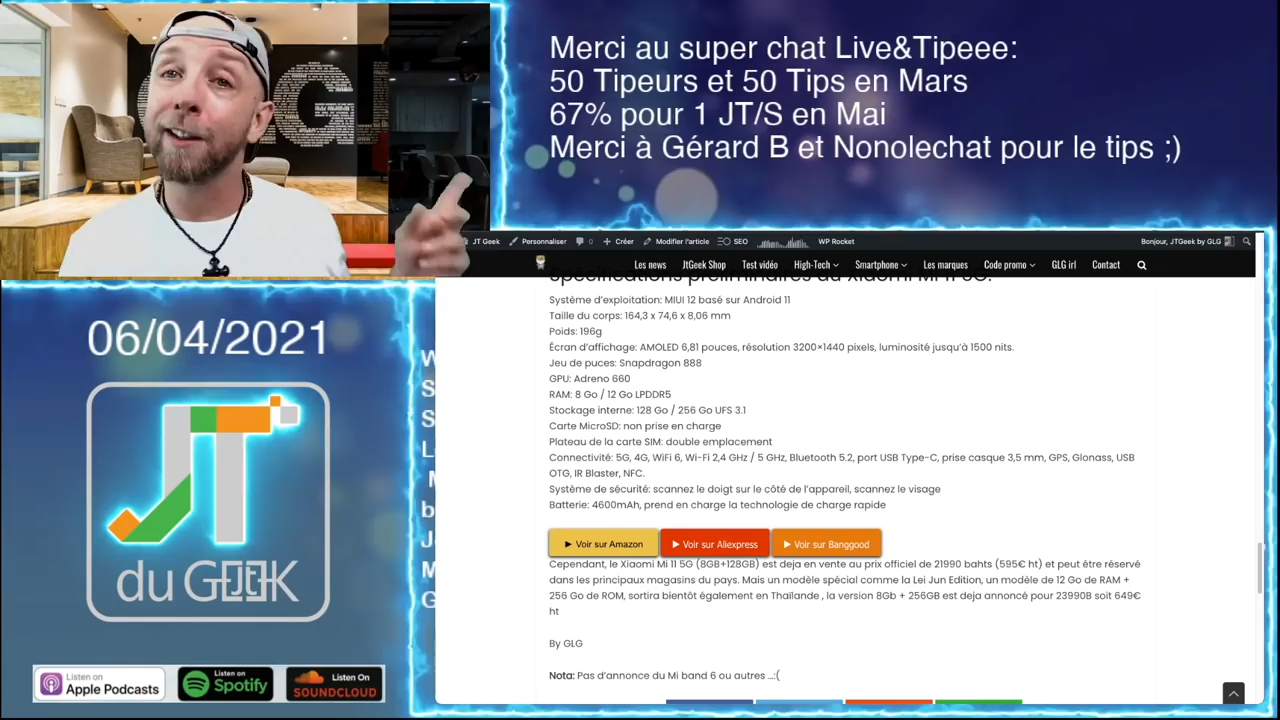 Merci au super chat Live&Tipeee:
50 Tipeurs et 56 Tips en Mars
67% pour 1 JT/S en Mai
Merci à Gérard B et Nonolechat pour le tips ;)
JT Geek Personnaliser 0 Créer Modifier l'article SEO WP Rocket Bonjour, JTGeek by GLG
Les news JtGeek Shop Test vidéo High-Tech Smartphone Les marques Code promo GLG irl Contact
Système d'exploitation: MIUI 12 basé sur Android 11
Taille du corps: 164,3 x 74,6 x 8,06 mm
Poids: 196g
Écran d'affichage: AMOLED 6,81 pouces, résolution 3200×1440 pixels, luminosité jusqu'à 1500 nits.
Jeu de puces: Snapdragon 888
GPU: Adreno 660
RAM: 8 Go / 12 Go LPDDR5
Stockage interne: 128 Go / 256 Go UFS 3.1
Carte MicroSD: non prise en charge
Plateau de la carte SIM: double emplacement
Connectivité: 5G, 4G, WiFi 6, Wi-Fi 2,4 GHz / 5 GHz, Bluetooth 5.2, port USB Type-C, prise casque 3,5 mm, GPS, Glonass, USB
OTG, IR Blaster, NFC.
Système de sécurité: scannez le doigt sur le côté de l'appareil, scannez le visage
Batterie: 4600mAh, prend en charge la technologie de charge rapide
► Voir sur Amazon ► Voir sur Aliexpress ► Voir sur Banggood
Cependant, le Xiaomi Mi 11 5G (8GB+128GB) est deja en vente au prix officiel de 21990 bahts (595€ ht) et peut être réservé
dans les principaux magasins du pays. Mais un modèle spécial comme la Lei Jun Edition, un modèle de 12 Go de RAM +
256 Go de ROM, sortira bientôt également en Thaïlande , la version 8Gb + 256GB est deja annoncé pour 23990B soit 649€
ht
By GLG
Nota: Pas d'annonce du Mi band 6 ou autres ...:(
06/04/2021
JT
du GEEK
Listen on
Apple Podcasts
Listen on
Spotify
Listen On
SOUNDCLOUD